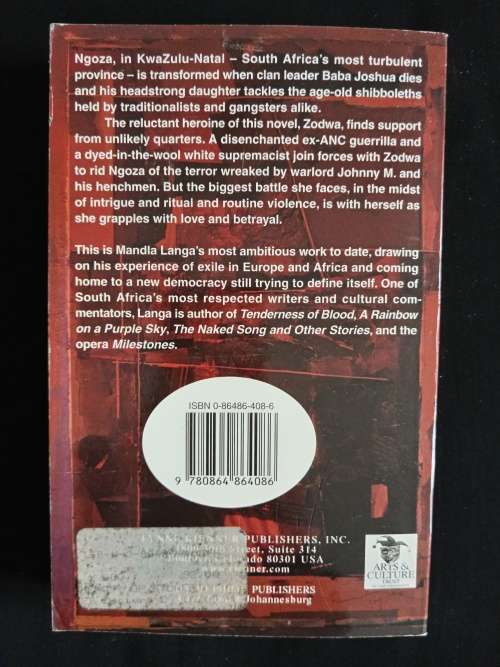 Ngoza, in KwaZulu-Natal – South Africa's most turbulent
province – is transformed when clan leader Baba Joshua dies
and his headstrong daughter tackles the age-old shibboleths
held by traditionalists and gangsters alike.
The reluctant heroine of this novel, Zodwa, finds support
from unlikely quarters. A disenchanted ex-ANC guerrilla and
a dyed-in-the-wool white supremacist join forces with Zodwa
to rid Ngoza of the terror wreaked by warlord Johnny M. and
his henchmen. But the biggest battle she faces, in the midst
of intrigue and ritual and routine violence, is with herself as
she grapples with love and betrayal.
This is Mandla Langa's most ambitious work to date, drawing
on his experience of exile in Europe and Africa and coming
home to a new democracy still trying to define itself. One of
South Africa's most respected writers and cultural com-
mentators, Langa is author of Tenderness of Blood, A Rainbow
on a Purple Sky, The Naked Song and Other Stories, and the
opera Milestones.
ISBN 0-86486-408-6
9 780864 864086
PUBLISHERS, INC.
Street, Suite 314
80301 USA
PUBLISHERS
Johannesburg
ARTS &
CULTURE
TRUST